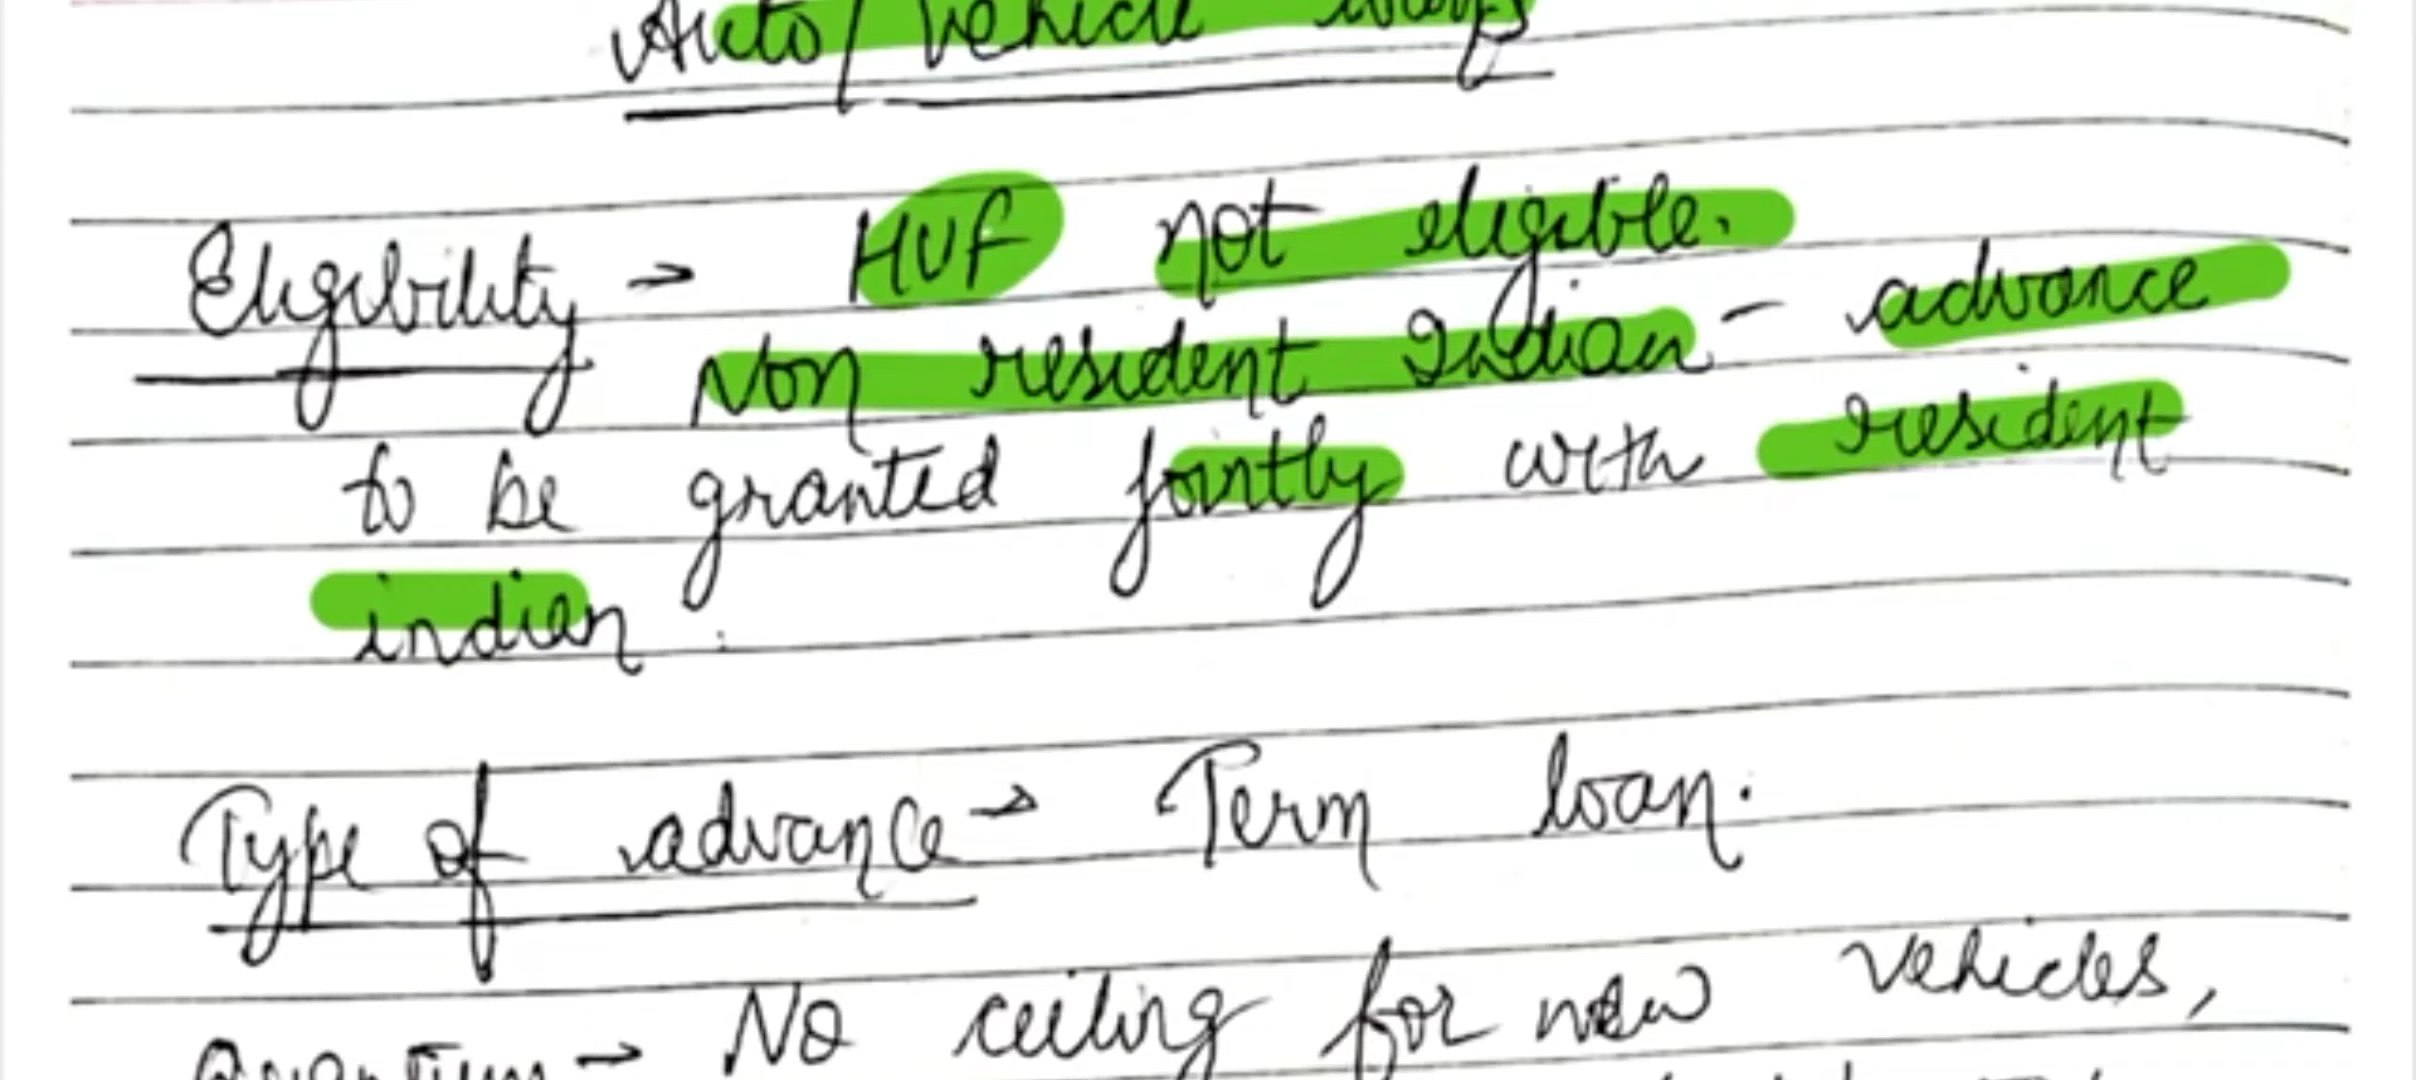 Auto/Vehicle loans
Eligibility → HUF not eligible.
Non resident Indian - advance
to be granted jointly with resident
indian.
Type of advance → Term loan.
Quantum → No ceiling for new vehicles,